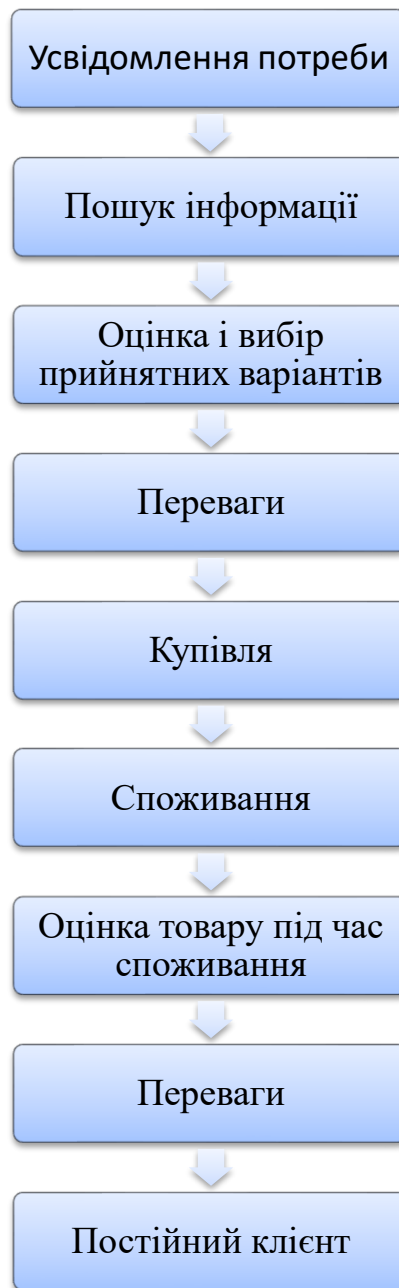 Усвідомлення потреби
Пошук інформації
Оцінка і вибір
прийнятних варіантів
Переваги
Купівля
Споживання
Оцінка товару під час
споживання
Переваги
Постійний клієнт